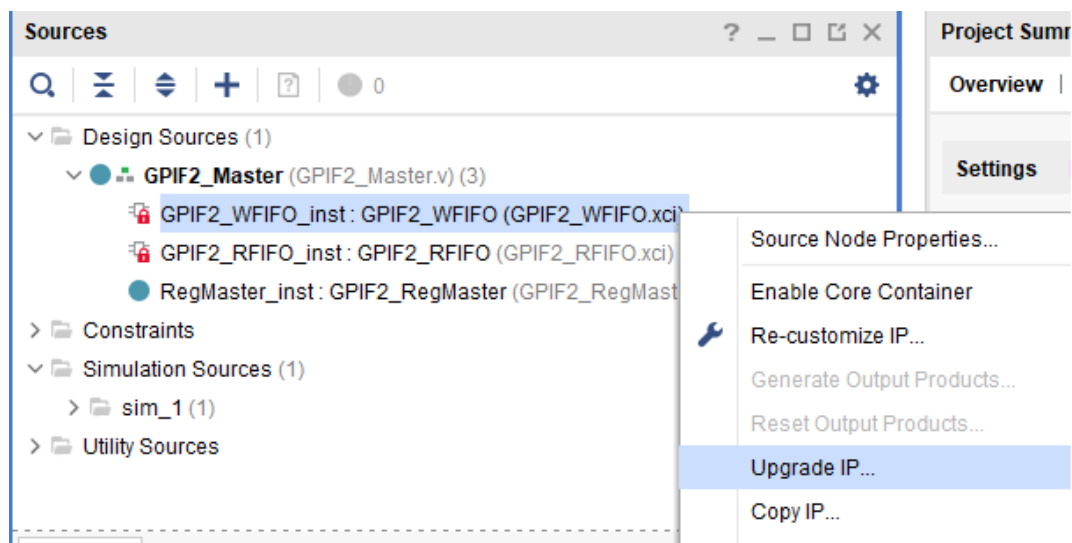 Sources
Project Sumr
0
Overview
Design Sources (1)
GPIF2_Master (GPIF2_Master.v) (3)
Settings
GPIF2_WFIFO_inst : GPIF2_WFIFO (GPIF2_WFIFO.xci)
Source Node Properties...
GPIF2_RFIFO_inst : GPIF2_RFIFO (GPIF2_RFIFO.xci)
RegMaster_inst : GPIF2_RegMaster (GPIF2_RegMast
Enable Core Container
Constraints
Re-customize IP...
Simulation Sources (1)
Generate Output Products...
sim_1 (1)
Reset Output Products...
Utility Sources
Upgrade IP...
Copy IP...